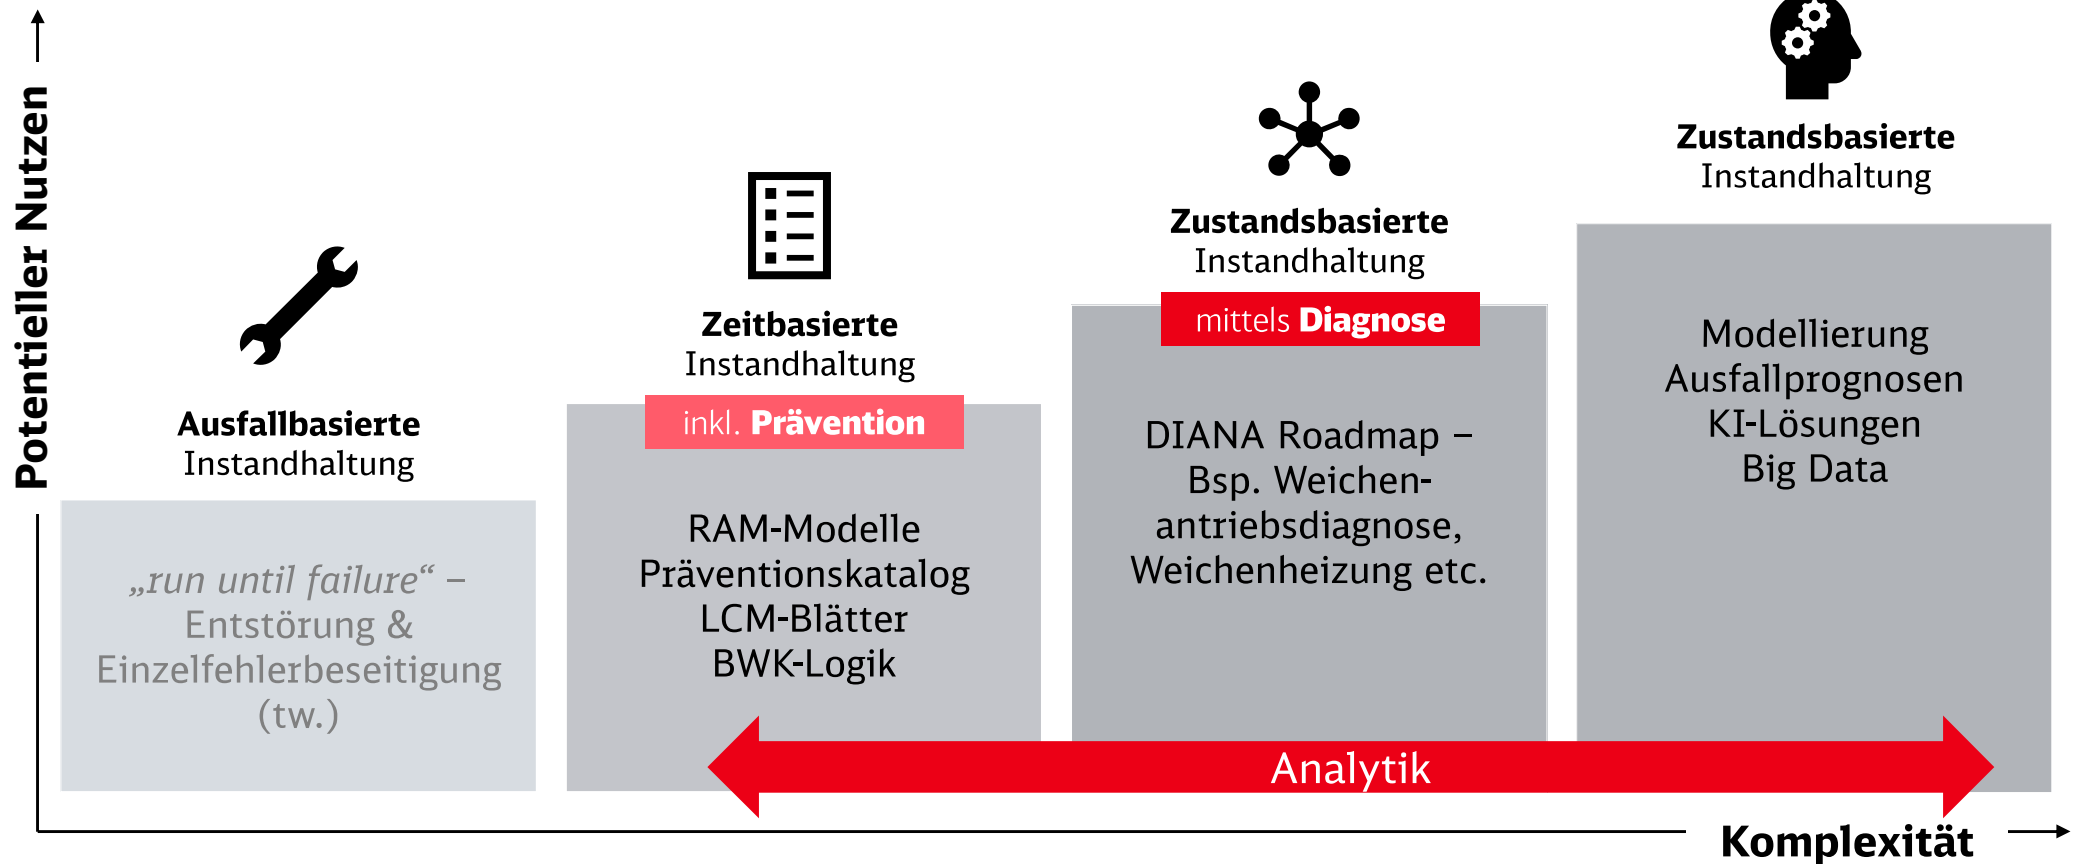 Potentieller Nutzen
Ausfallbasierte
Instandhaltung
„run until failure“ –
Entstörung &
Einzelfehlerbeseitigung
(tw.)
Zeitbasierte
Instandhaltung
inkl. Prävention
RAM-Modelle
Präventionskatalog
LCM-Blätter
BWK-Logik
Zustandsbasierte
Instandhaltung
mittels Diagnose
DIANA Roadmap –
Bsp. Weichen-
antriebsdiagnose,
Weichenheizung etc.
Zustandsbasierte
Instandhaltung
Modellierung
Ausfallprognosen
KI-Lösungen
Big Data
Analytik
Komplexität